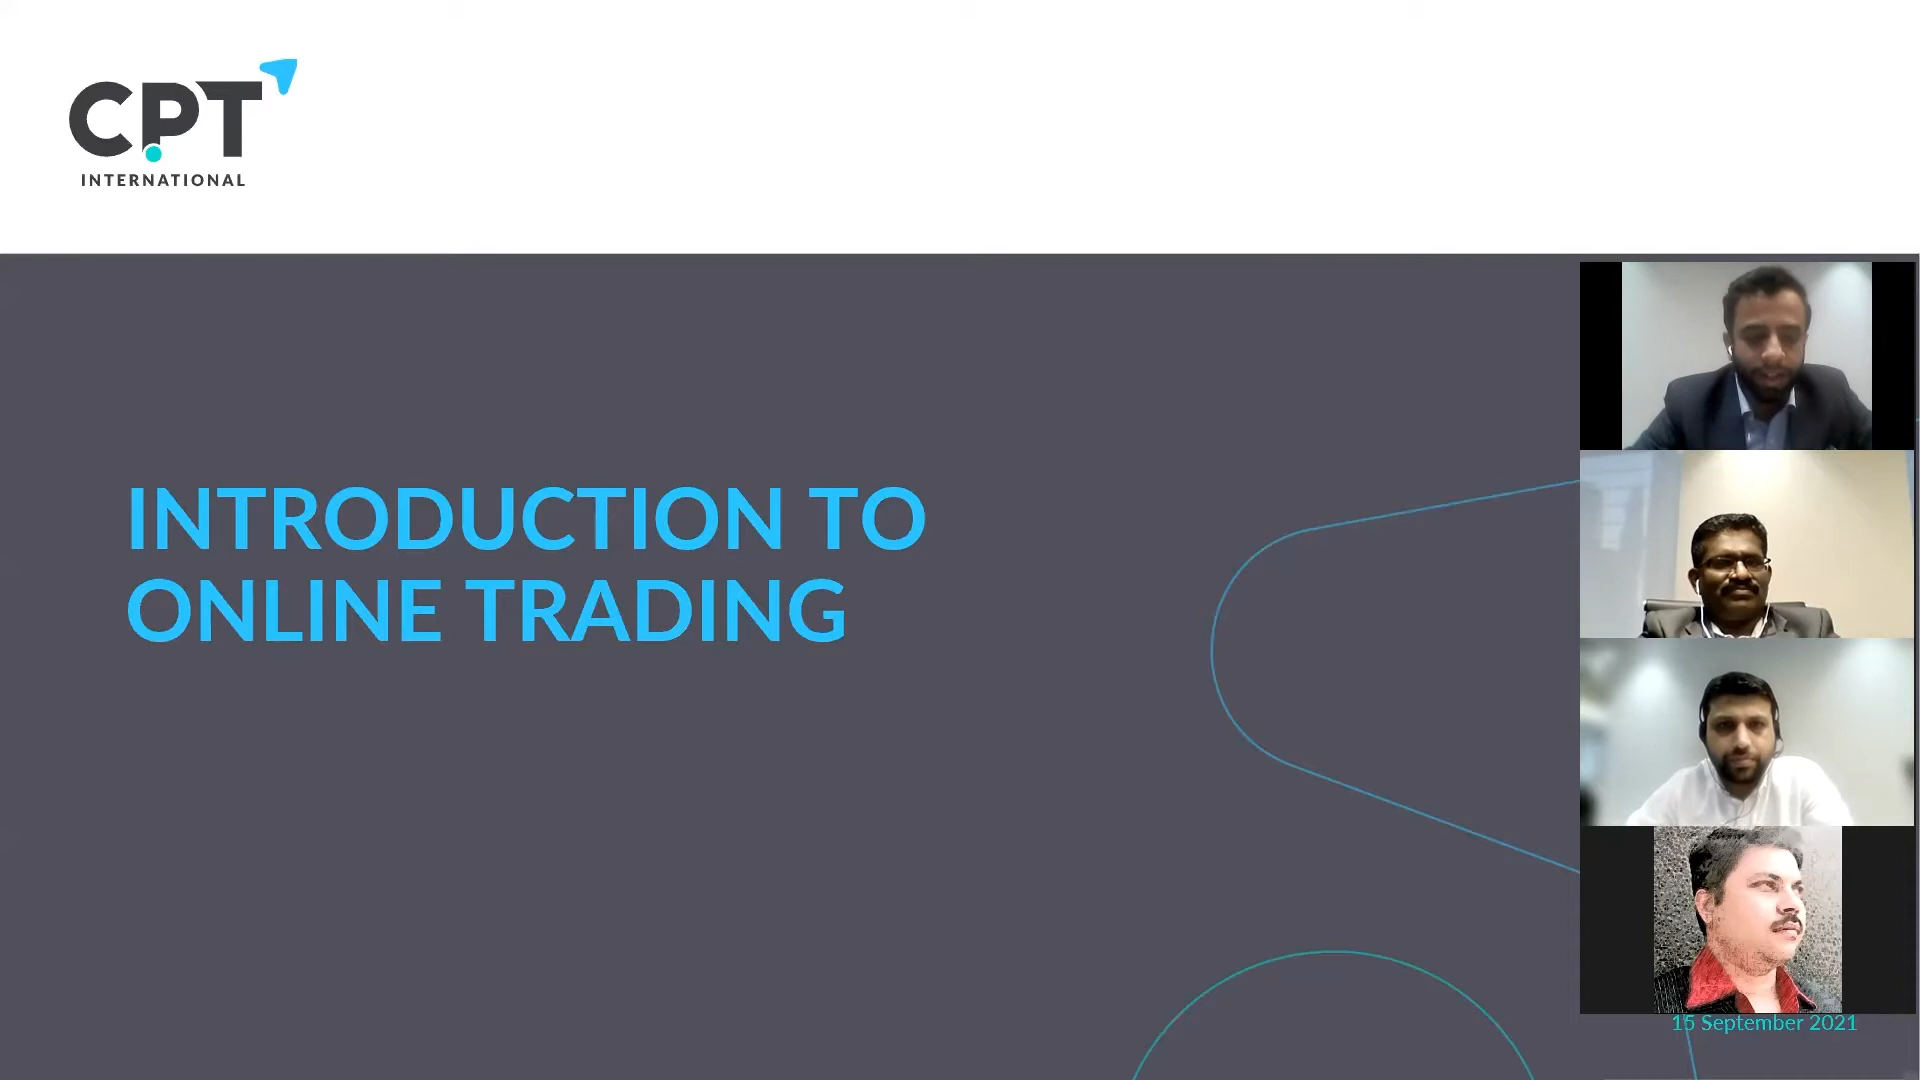 CPT
INTERNATIONAL
INTRODUCTION TO
ONLINE TRADING
15 September 2021